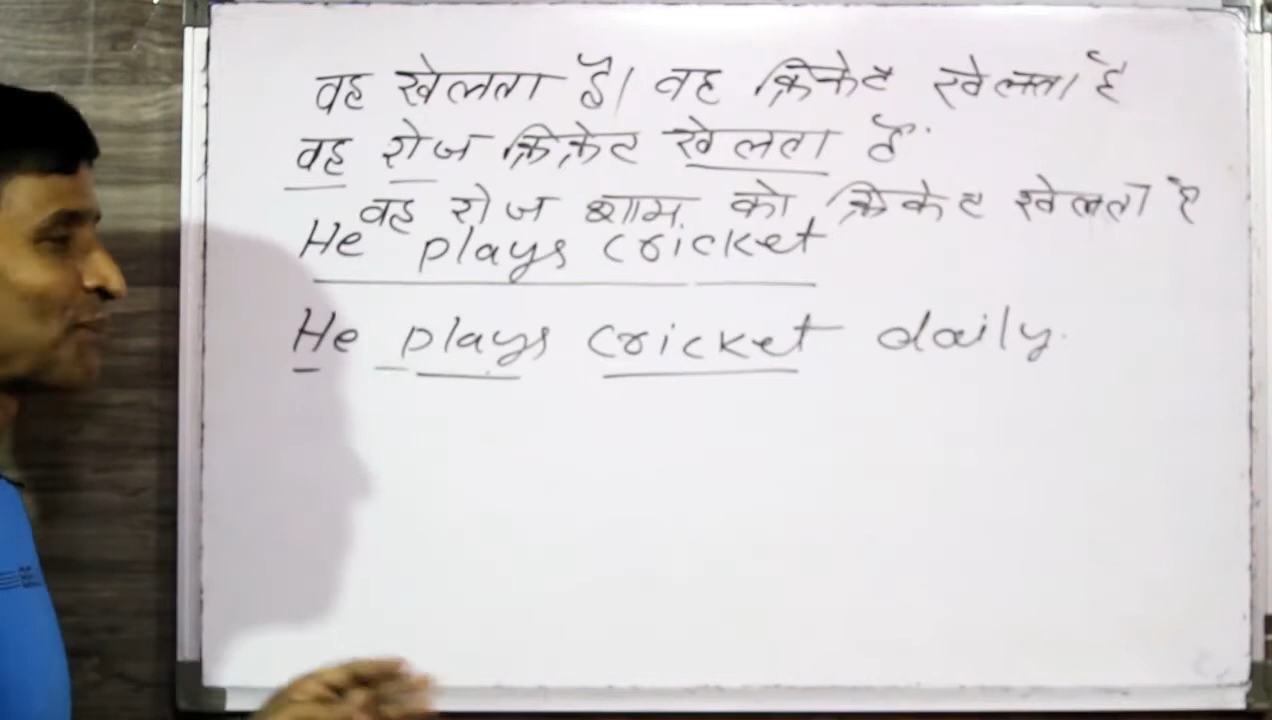 वह खेलता है। वह क्रिकेट खेलता है
वह रोज क्रिकेट खेलता है.
वह रोज शाम को क्रिकेट खेलता है
He plays cricket
He plays cricket daily.